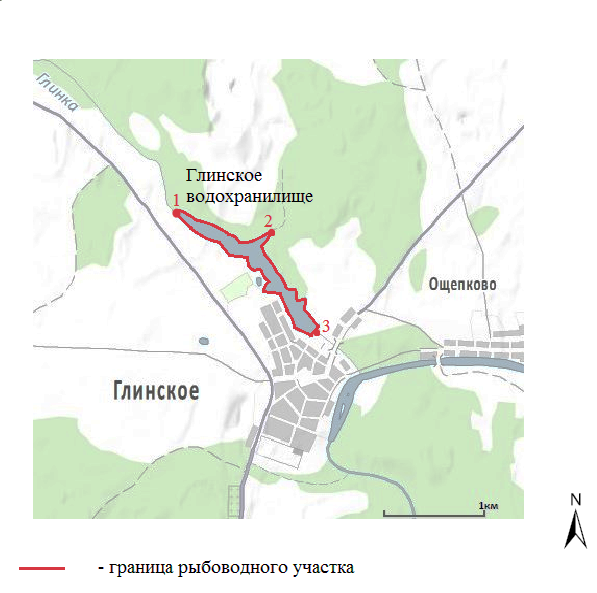 Глинка
Глинское
водохранилище
1
2
3
Ощепково
Глинское
1км
N
- граница рыбоводного участка